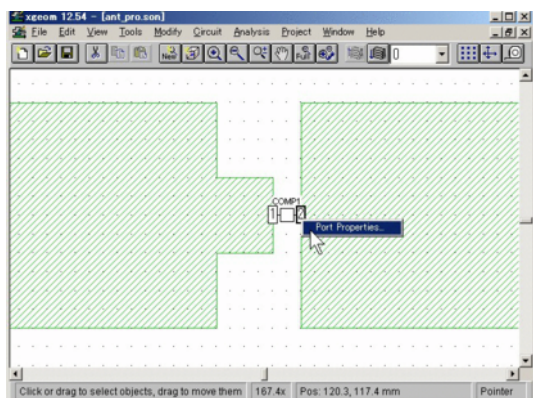 xgeom 12.54 - [ant_pro.son]
File Edit View Tools Modify Circuit Analysis Project Window Help
New Full 0
COMP1
1 2
Port Properties...
Click or drag to select objects, drag to move them 167.4x Pos: 120.3, 117.4 mm Pointer